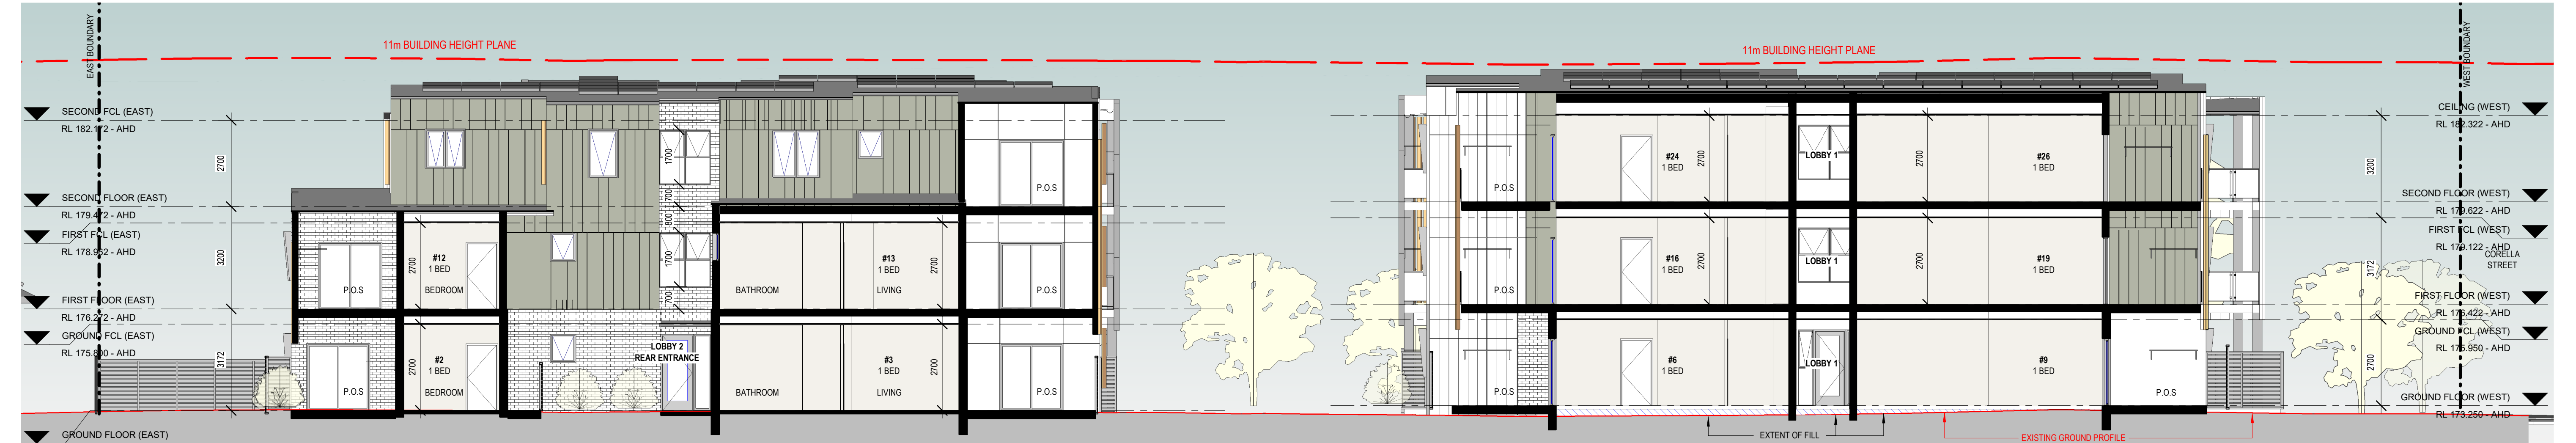 EAST BOUNDARY
11m BUILDING HEIGHT PLANE
SECOND FCL (EAST)
RL 182.172 - AHD
2700
SECOND FLOOR (EAST)
RL 179.472 - AHD
FIRST FCL (EAST)
RL 178.952 - AHD
3200
FIRST FLOOR (EAST)
RL 176.272 - AHD
GROUND FCL (EAST)
RL 175.800 - AHD
3172
GROUND FLOOR (EAST)
P.O.S
#12
1 BED
2700
BEDROOM
P.O.S
#2
1 BED
2700
BEDROOM
1700
700
800
1700
700
LOBBY 2
REAR ENTRANCE
#13
1 BED
2700
BATHROOM
LIVING
#3
1 BED
2700
BATHROOM
LIVING
P.O.S
P.O.S
P.O.S
11m BUILDING HEIGHT PLANE
P.O.S
#24
1 BED
2700
LOBBY 1
2700
#26
1 BED
P.O.S
#16
1 BED
2700
LOBBY 1
2700
#19
1 BED
P.O.S
#6
1 BED
LOBBY 1
#9
1 BED
P.O.S
EXTENT OF FILL
EXISTING GROUND PROFILE
WEST BOUNDARY
CEILING (WEST)
RL 182.322 - AHD
3200
SECOND FLOOR (WEST)
RL 179.622 - AHD
FIRST FCL (WEST)
RL 179.122 - AHD
CORELLA
STREET
3172
FIRST FLOOR (WEST)
RL 176.422 - AHD
GROUND FCL (WEST)
RL 175.950 - AHD
2700
GROUND FLOOR (WEST)
RL 173.250 - AHD